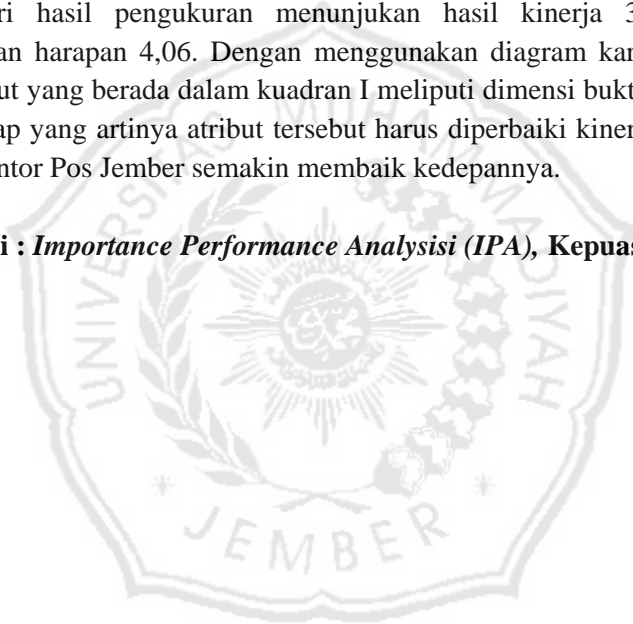 ri hasil pengukuran menunjukan hasil kinerja 3
an harapan 4,06. Dengan menggunakan diagram kar
ut yang berada dalam kuadran I meliputi dimensi bukt
ap yang artinya atribut tersebut harus diperbaiki kiner
ntor Pos Jember semakin membaik kedepannya.
i : Importance Performance Analysisi (IPA), Kepuas
UNIVERSITAS MUHAMMADIYAH
JEMBER